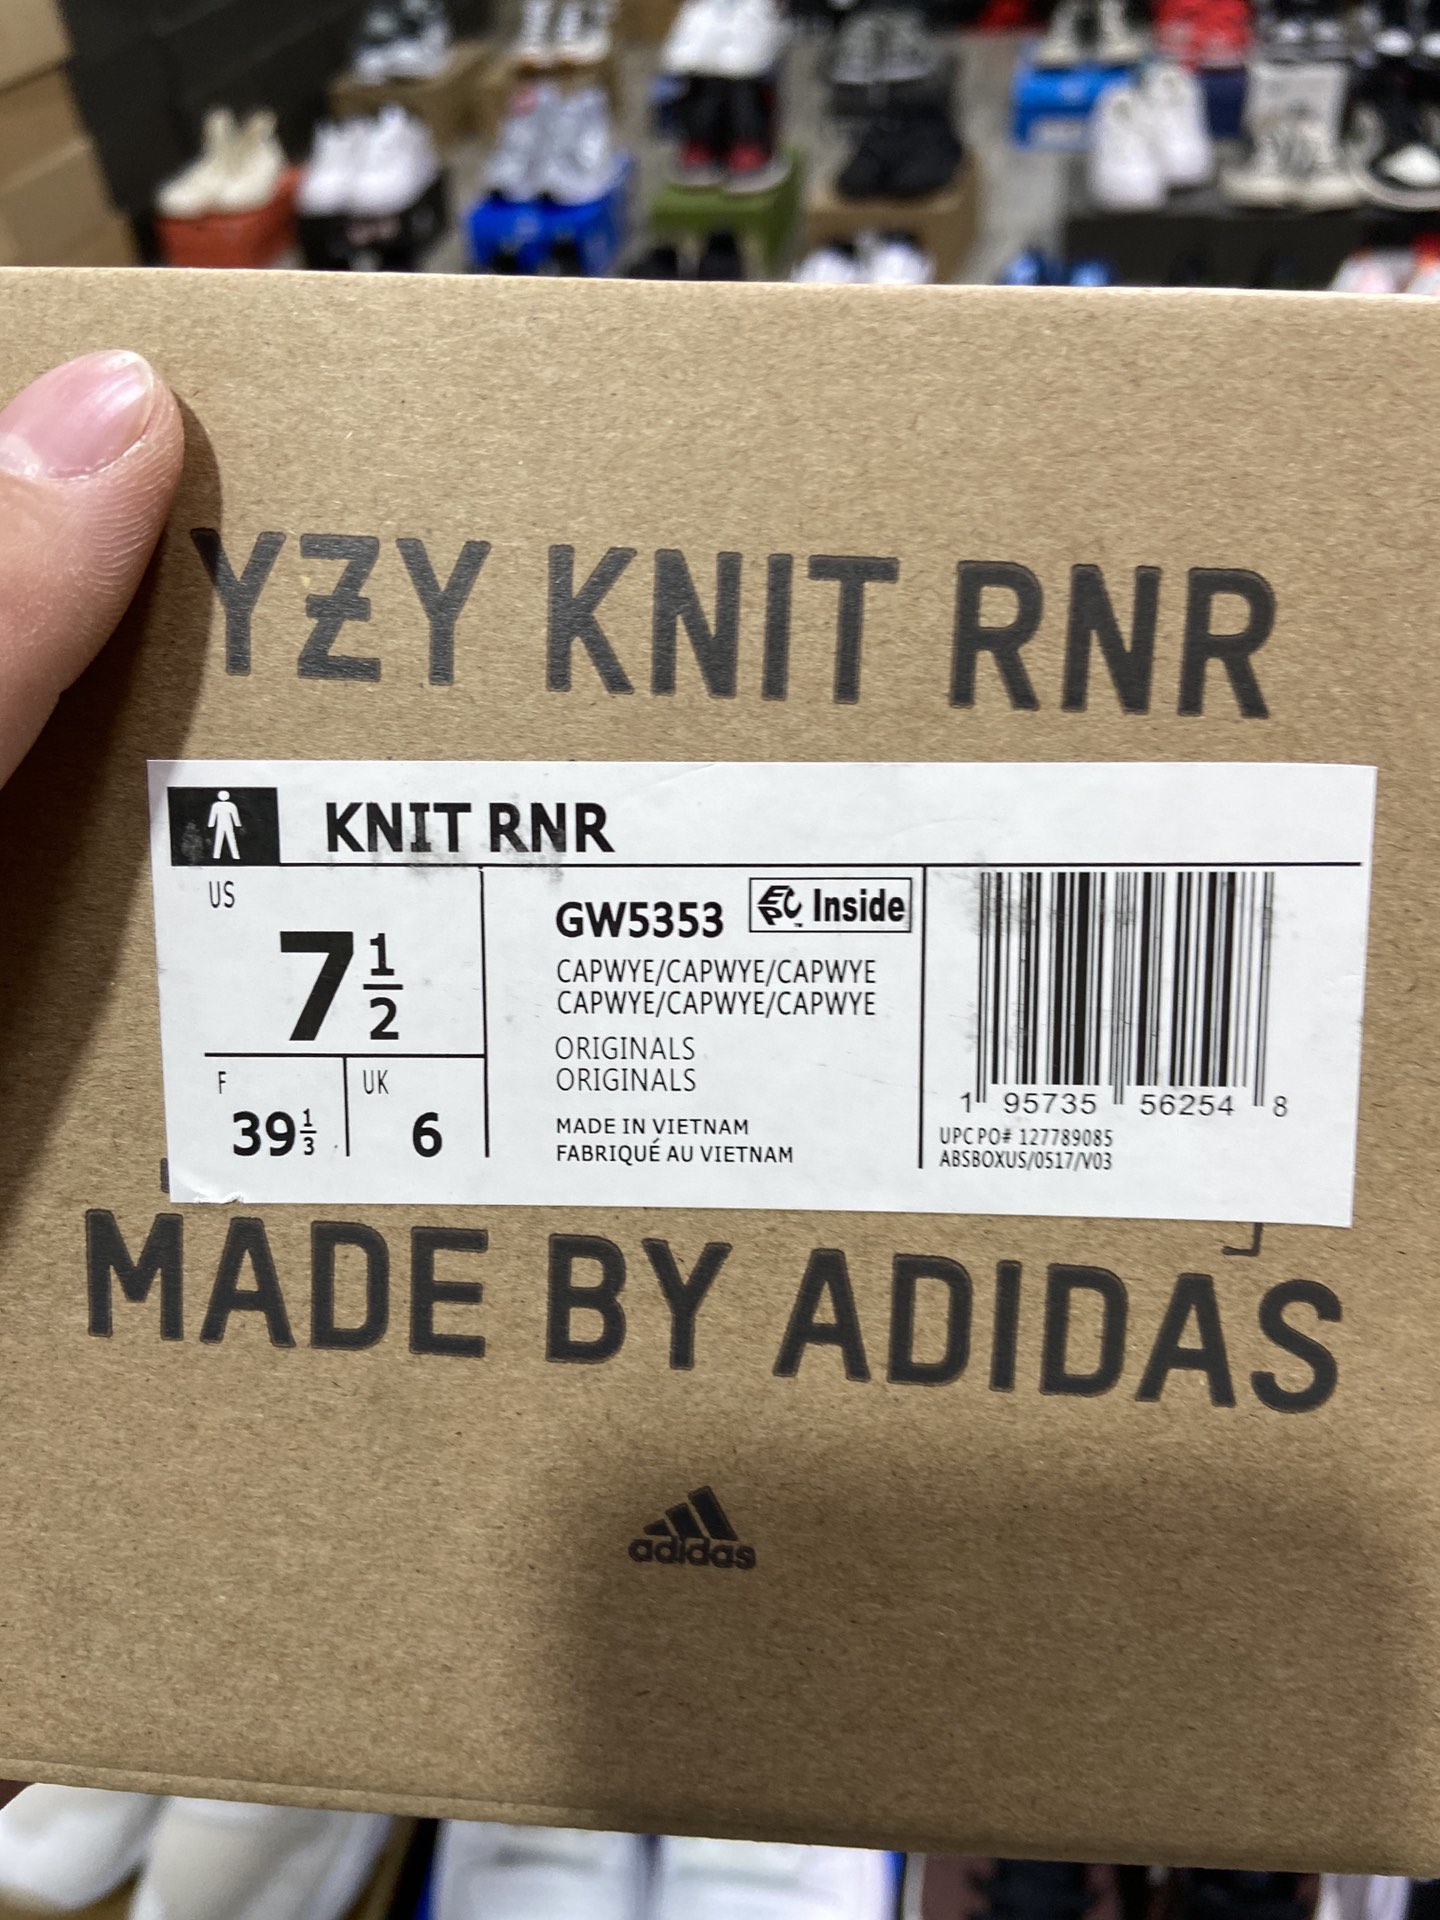 YZY KNIT RNR
KNIT RNR
US
7 1/2
F
39 1/3
UK
6
GW5353
EPC Inside
™
CAPWYE/CAPWYE/CAPWYE
CAPWYE/CAPWYE/CAPWYE
ORIGINALS
ORIGINALS
MADE IN VIETNAM
FABRIQUÉ AU VIETNAM
1 95735 56254 8
UPC PO# 127789085
ABSBOXUS/0517/V03
MADE BY ADIDAS
adidas